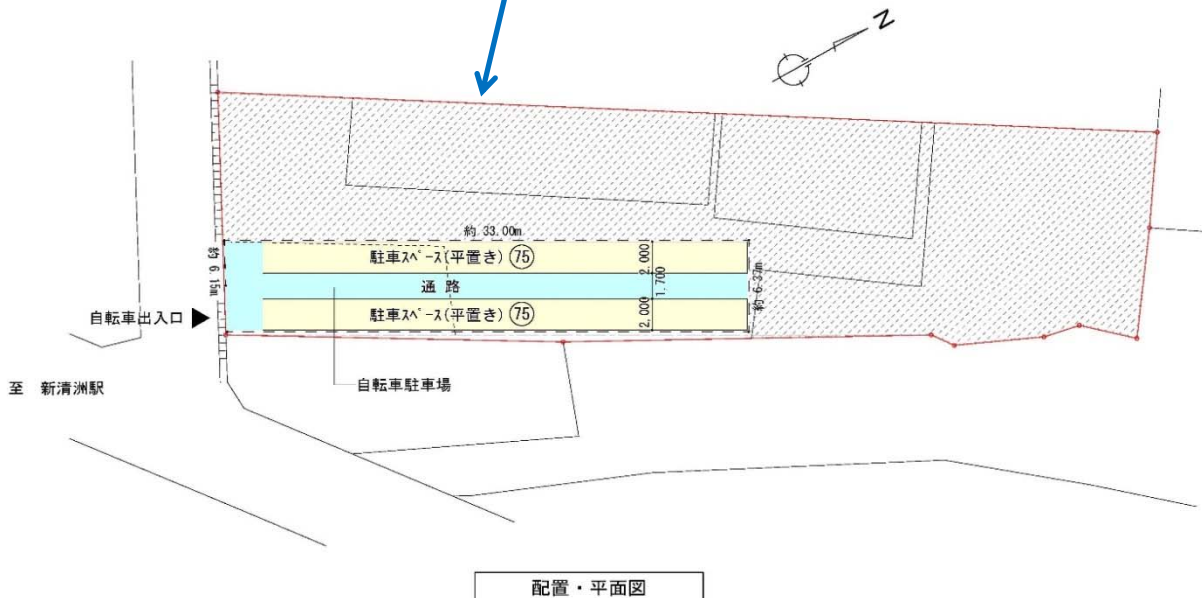 N
約 33.00m
約 6.15m
駐車スペース(平置き) 75
2.000
通 路
1.700
約 6.37m
駐車スペース(平置き) 75
2.000
自転車出入口 ▶
至 新清洲駅
自転車駐車場
配置・平面図